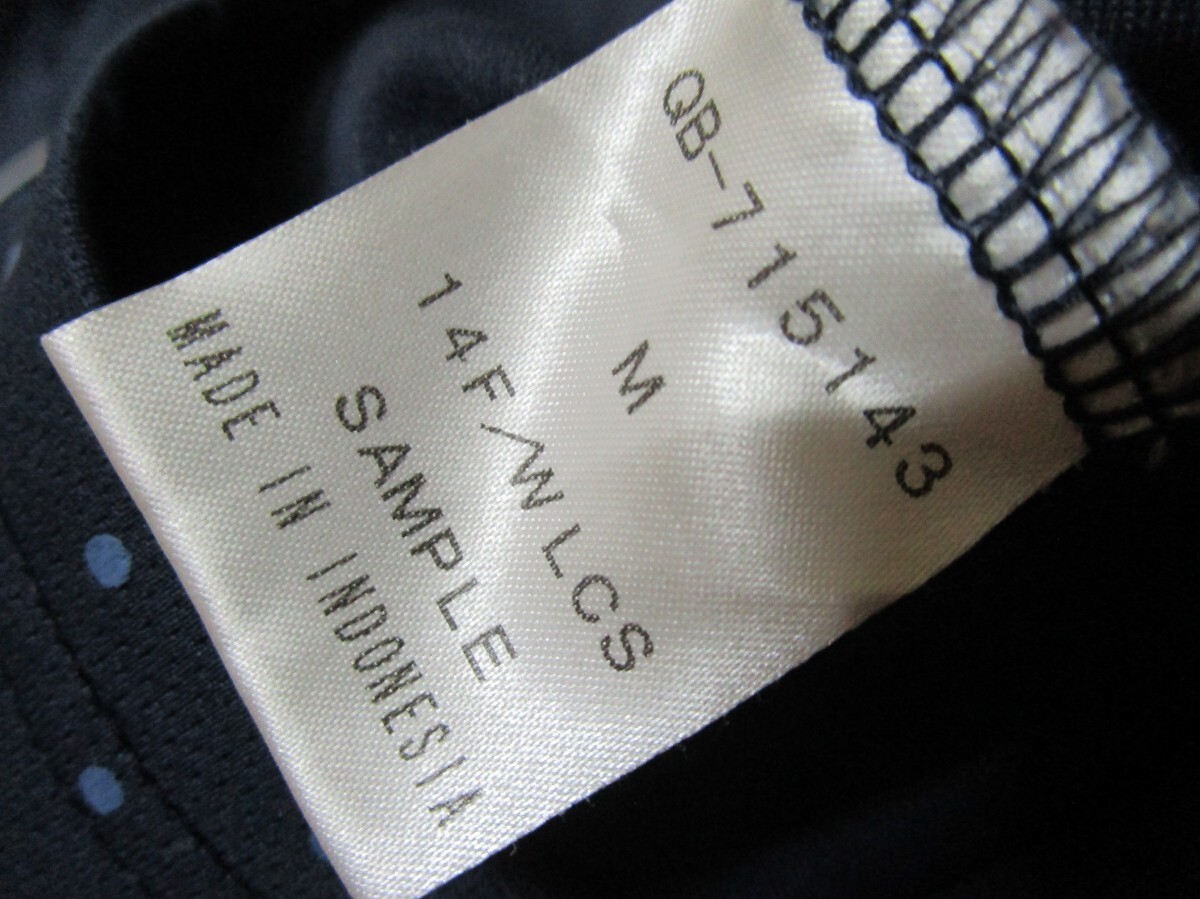 QB-715143
M
14F/WLCS
SAMPLE
MADE IN INDONESIA